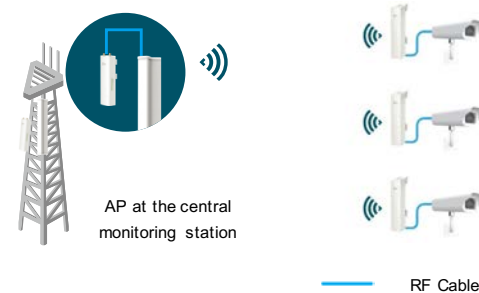 AP at the central
monitoring station
RF Cable